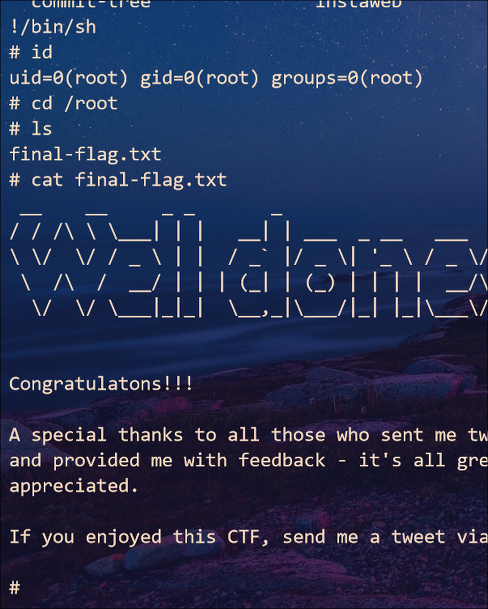 commit-tree instaweb
!/bin/sh
# id
uid=0(root) gid=0(root) groups=0(root)
# cd /root
# ls
final-flag.txt
# cat final-flag.txt
Well done
Congratulatons!!!
A special thanks to all those who sent me tw
and provided me with feedback - it's all gre
appreciated.
If you enjoyed this CTF, send me a tweet via
#